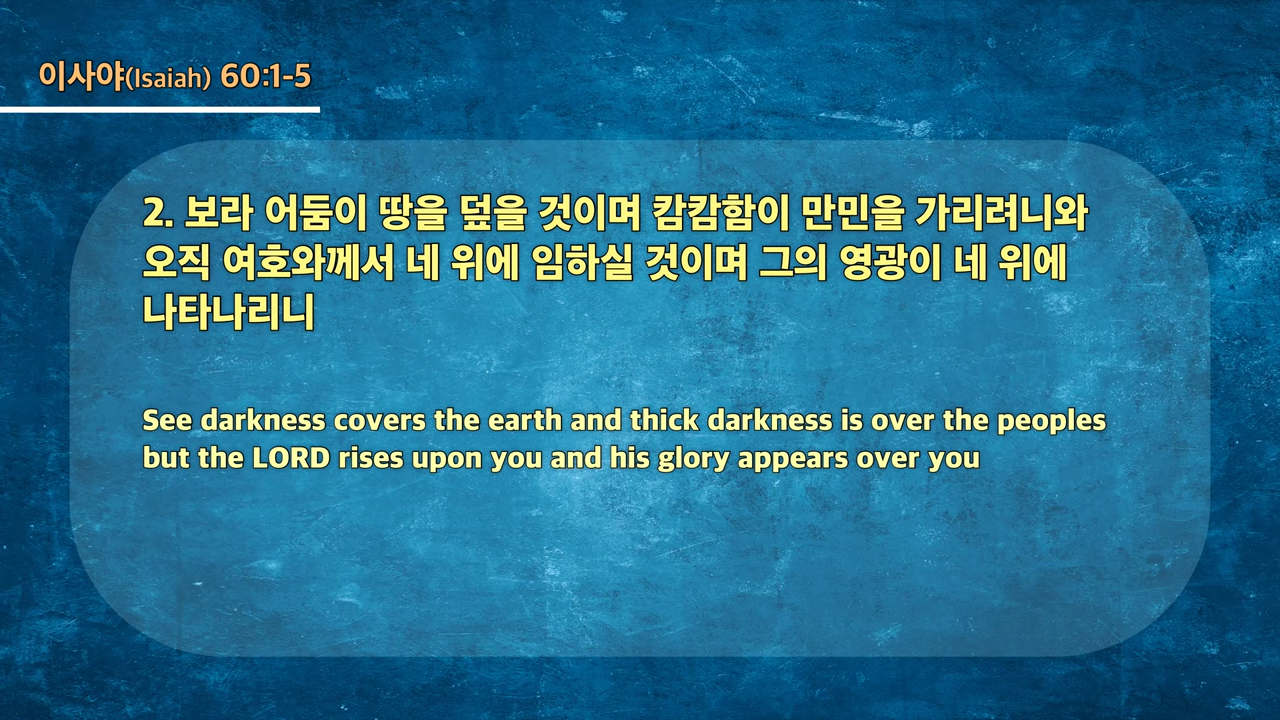 이사야(Isaiah) 60:1-5
2. 보라 어둠이 땅을 덮을 것이며 캄캄함이 만민을 가리려니와
오직 여호와께서 네 위에 임하실 것이며 그의 영광이 네 위에
나타나리니
See darkness covers the earth and thick darkness is over the peoples
but the LORD rises upon you and his glory appears over you